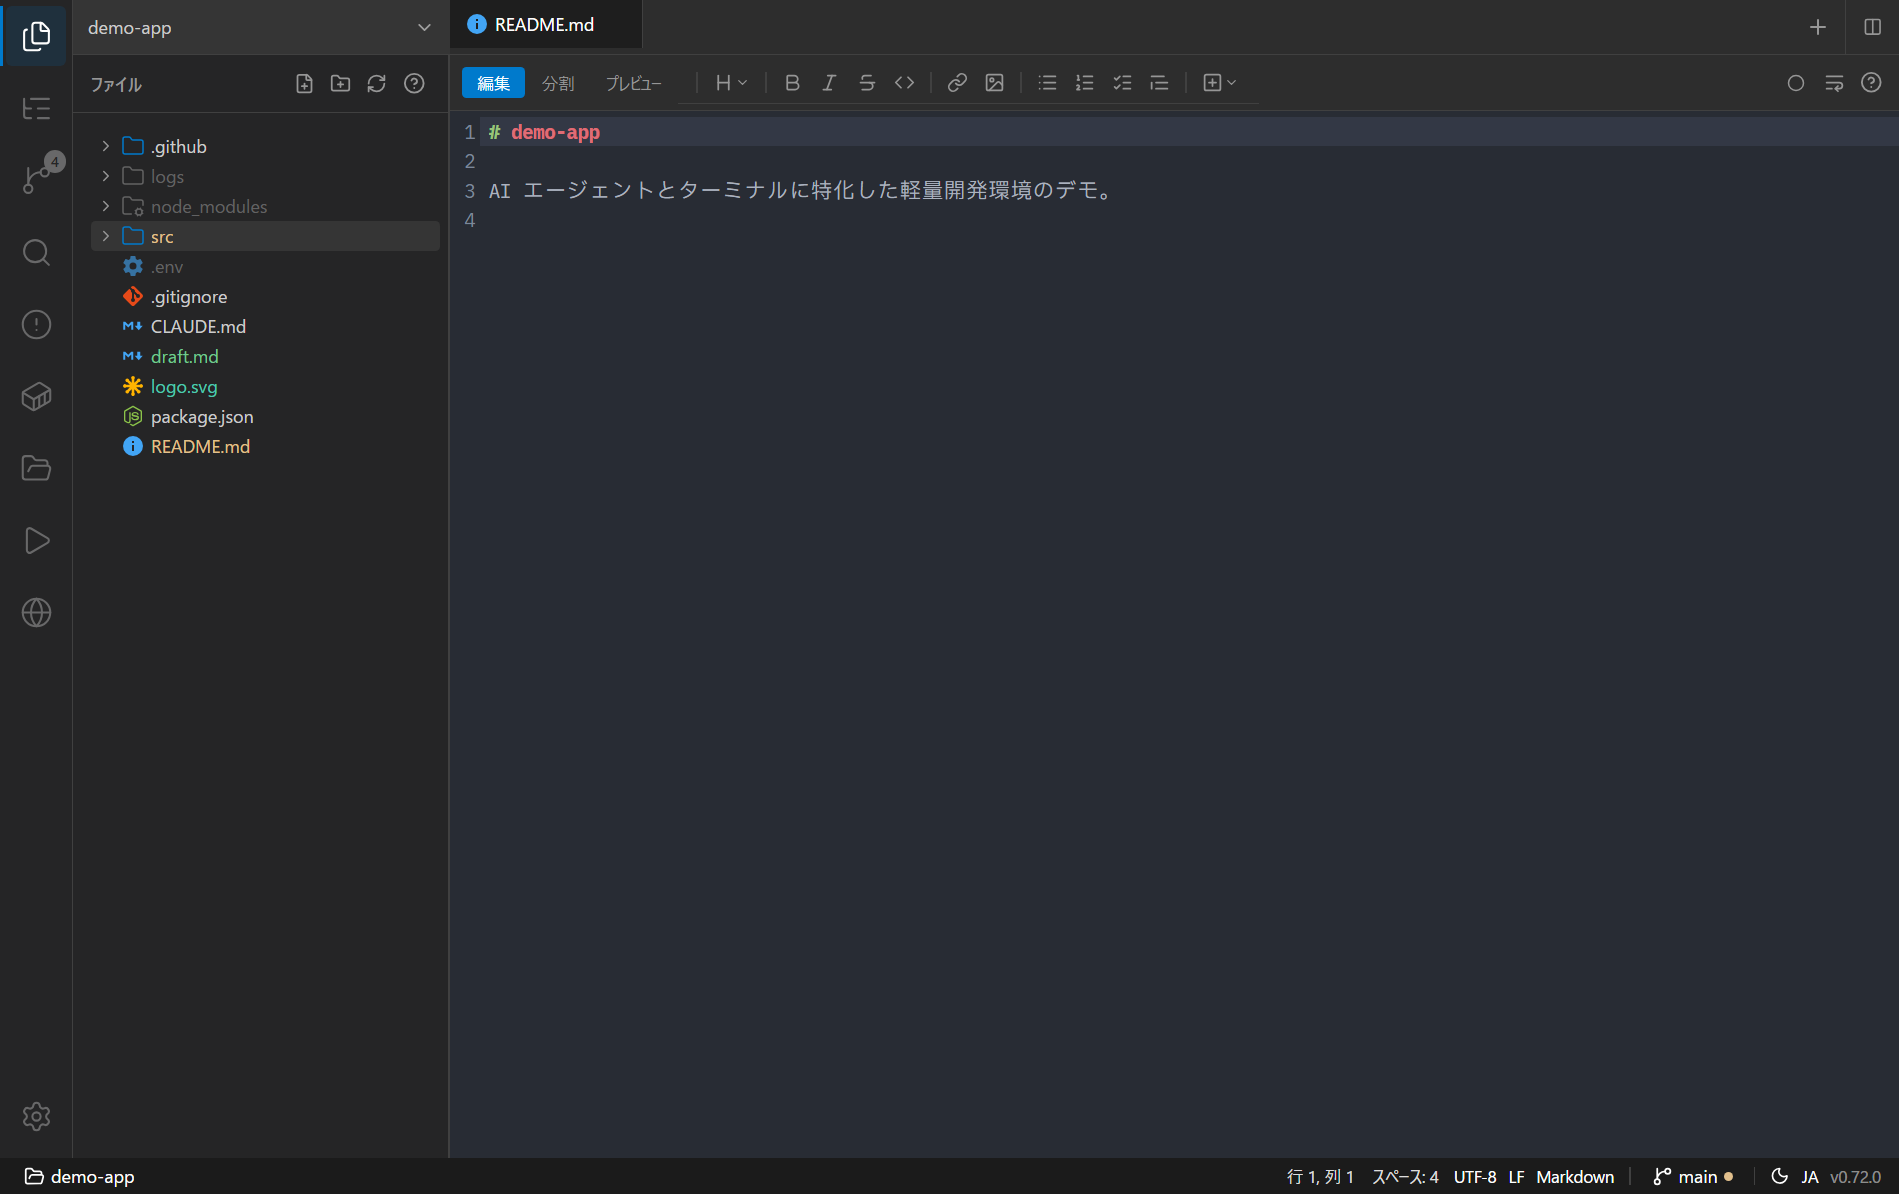 demo-app
README.md
ファイル
編集
分割
プレビュー
H
B
I
S
4
.github
logs
node_modules
src
.env
.gitignore
CLAUDE.md
draft.md
logo.svg
package.json
README.md
1 # demo-app
2
3 AI エージェントとターミナルに特化した軽量開発環境のデモ。
4
demo-app
行 1, 列 1 スペース: 4 UTF-8 LF Markdown main JA v0.72.0